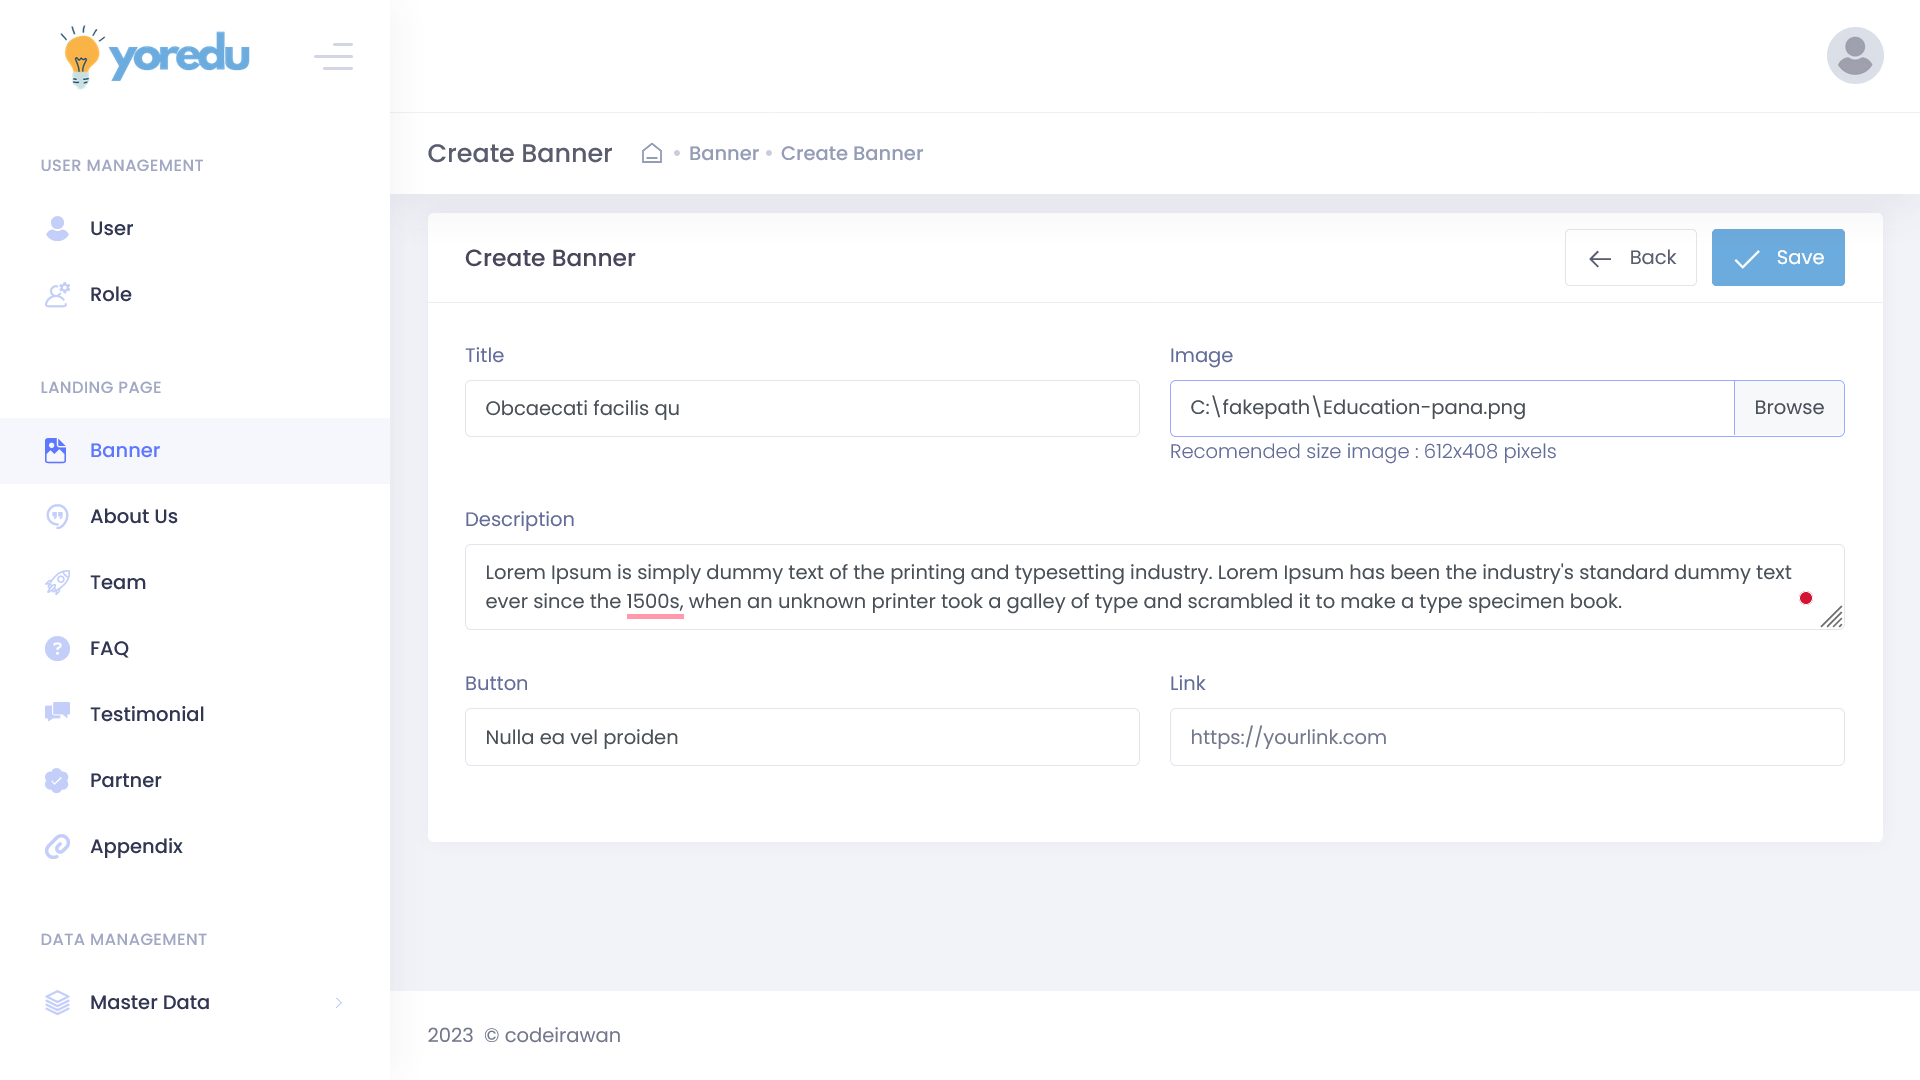 yoredu
USER MANAGEMENT
User
Role
LANDING PAGE
Banner
About Us
Team
FAQ
Testimonial
Partner
Appendix
DATA MANAGEMENT
Master Data
Create Banner
Banner
Create Banner
Create Banner
Back
Save
Title
Obcaecati facilis qu
Image
C:\fakepath\Education-pana.png
Browse
Recomended size image : 612x408 pixels
Description
Lorem Ipsum is simply dummy text of the printing and typesetting industry. Lorem Ipsum has been the industry's standard dummy text
ever since the 1500s, when an unknown printer took a galley of type and scrambled it to make a type specimen book.
Button
Nulla ea vel proiden
Link
https://yourlink.com
2023 © codeirawan